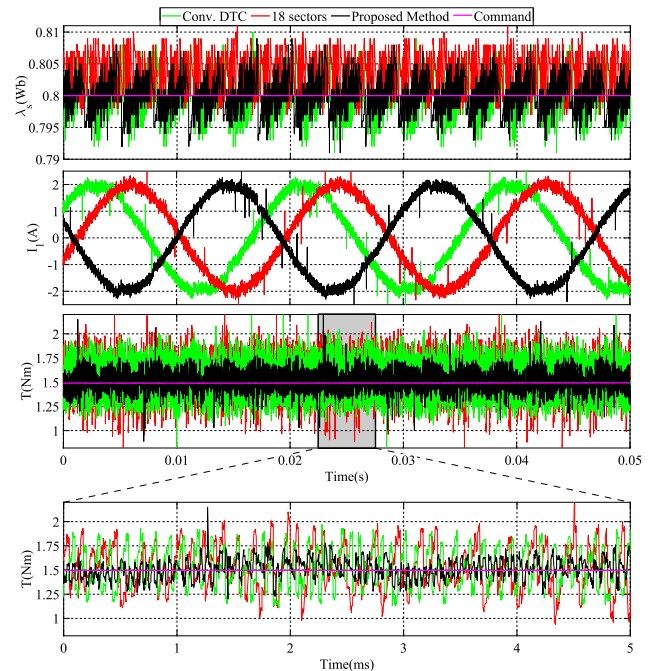 Conv. DTC 18 sectors Proposed Method Command
0.81
0.805
0.8
0.795
0.79
λs(Wb)
2
1
0
-1
-2
I1(A)
2
1.75
1.5
1.25
1
T(Nm)
0 0.01 0.02 0.03 0.04 0.05
Time(s)
2
1.75
1.5
1.25
1
T(Nm)
0 1 2 3 4 5
Time(ms)